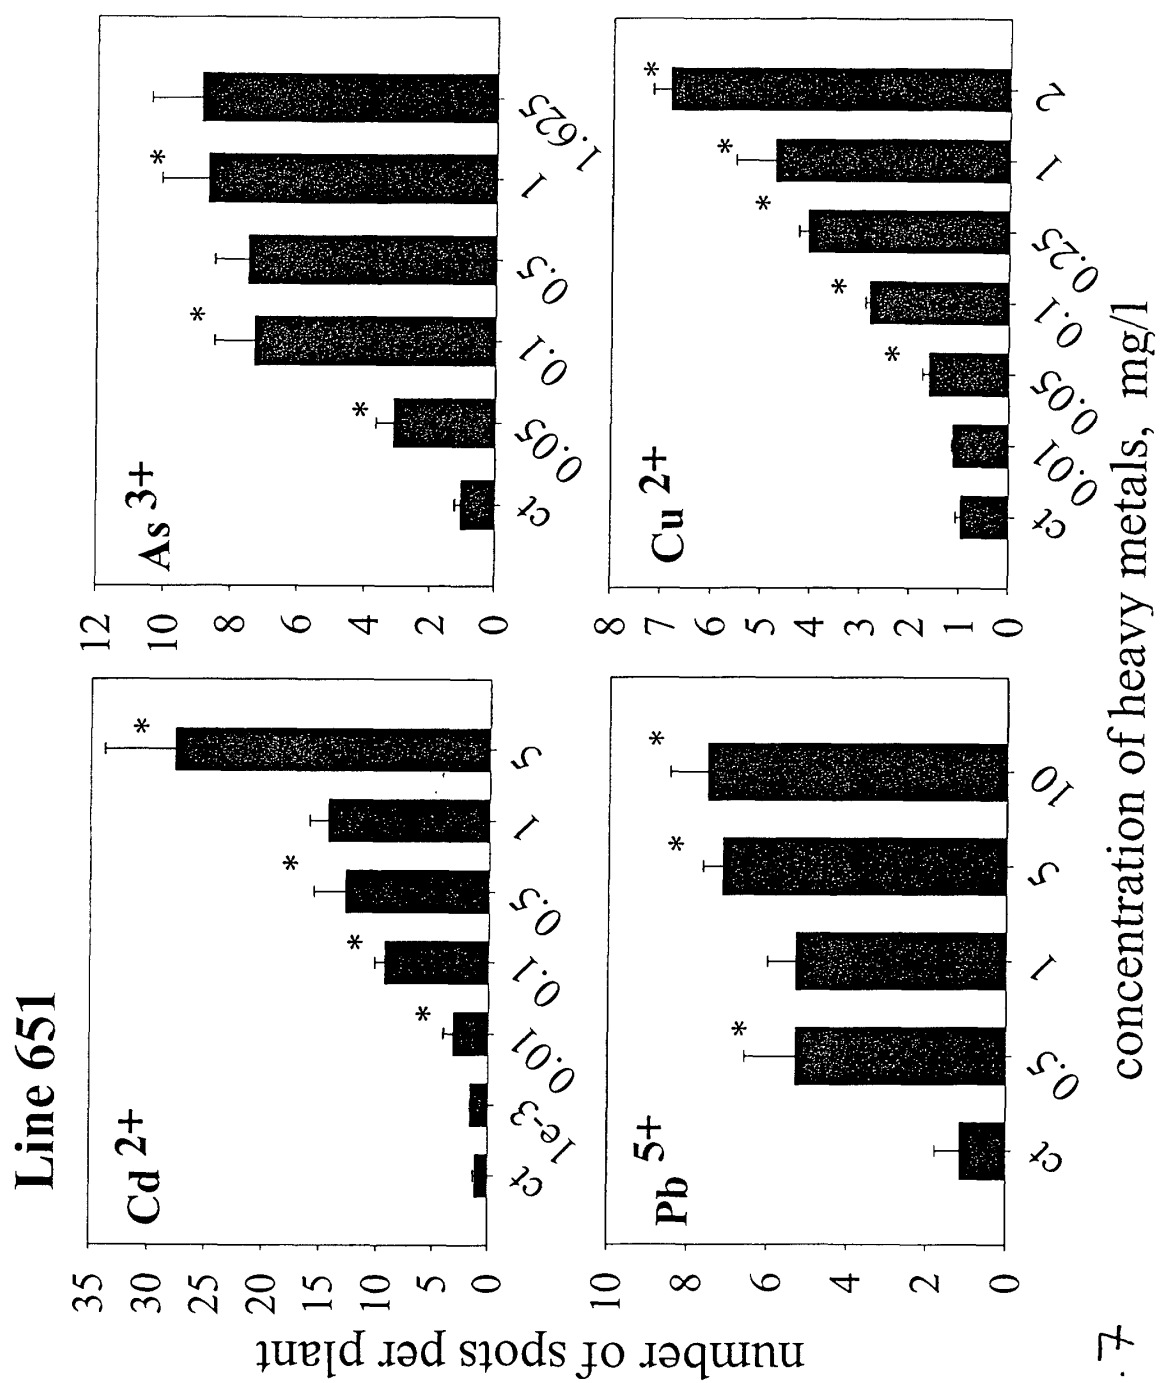 Line 651
number of spots per plant
Cd 2+
35
30
25
20
15
10
5
0
ct 1e-3 0.01 0.1 0.5 1 5
* * * *
As 3+
12
10
8
6
4
2
0
ct 0.05 0.1 0.5 1 1.625
* * *
Pb 5+
10
8
6
4
2
0
ct 0.5 1 5 10
* * *
Cu 2+
8
7
6
5
4
3
2
1
0
ct 0.01 0.05 0.1 0.25 1 2
* * * * *
concentration of heavy metals, mg/l
.7